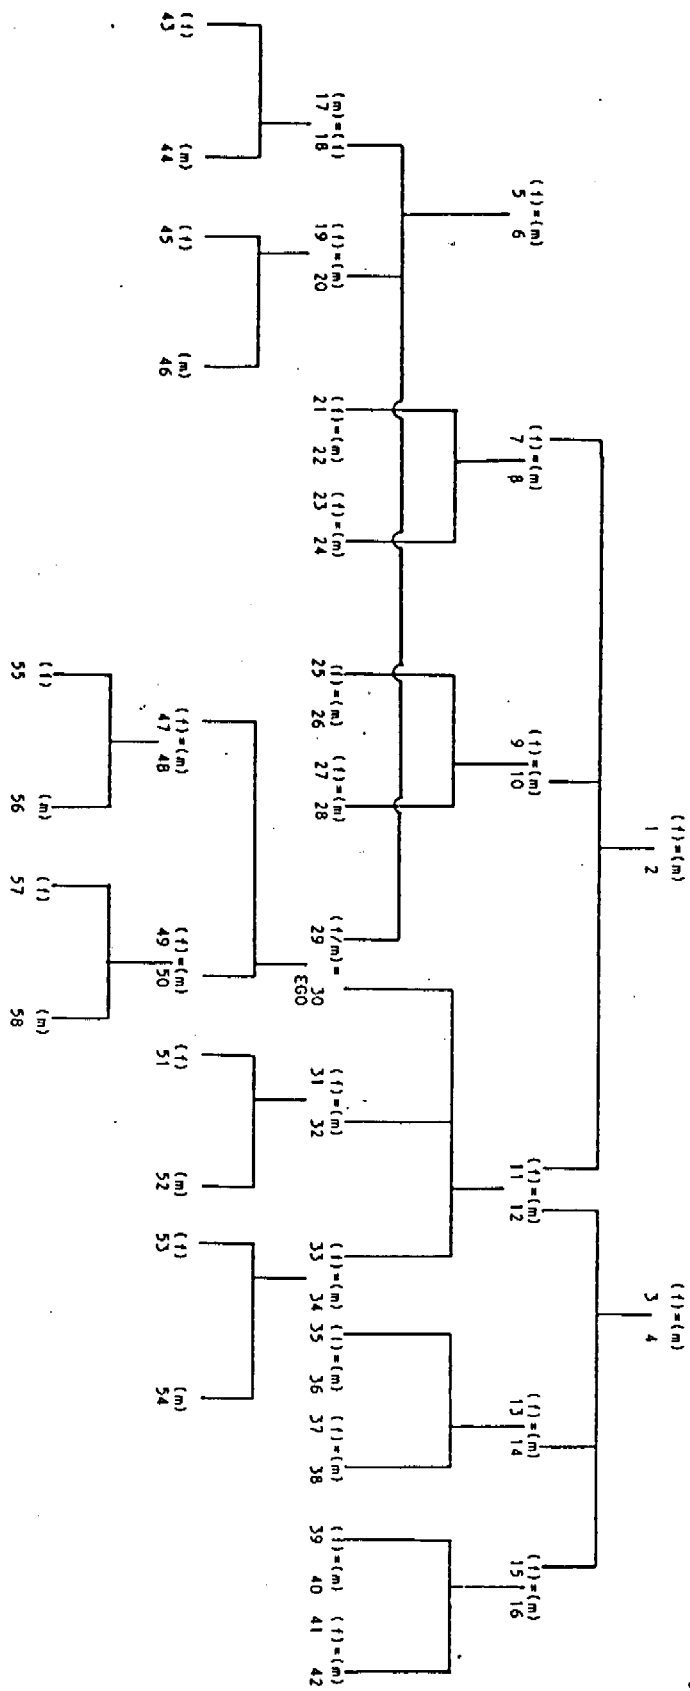 (f)=(m)
1 2
(f)=(m)
3 4
(f)=(m)
5 6
(f)=(m)
7 8
(f)=(m)
9 10
(f)=(m)
11 12
(f)=(m)
13 14
(f)=(m)
15 16
(m)=(f)
17 18
(f)=(m)
19 20
(f)=(m)
21 22
(f)=(m)
23 24
(f)=(m)
25 26
(f)=(m)
27 28
(f/m)=
29 30
EGO
(f)=(m)
31 32
(f)=(m)
33 34
(f)=(m)
35 36
(f)=(m)
37 38
(f)=(m)
39 40
(f)=(m)
41 42
(f)
43
(m)
44
(f)
45
(m)
46
(f)=(m)
47 48
(f)=(m)
49 50
(f)
51
(m)
52
(f)
53
(m)
54
(f)
55
(m)
56
(f)
57
(m)
58